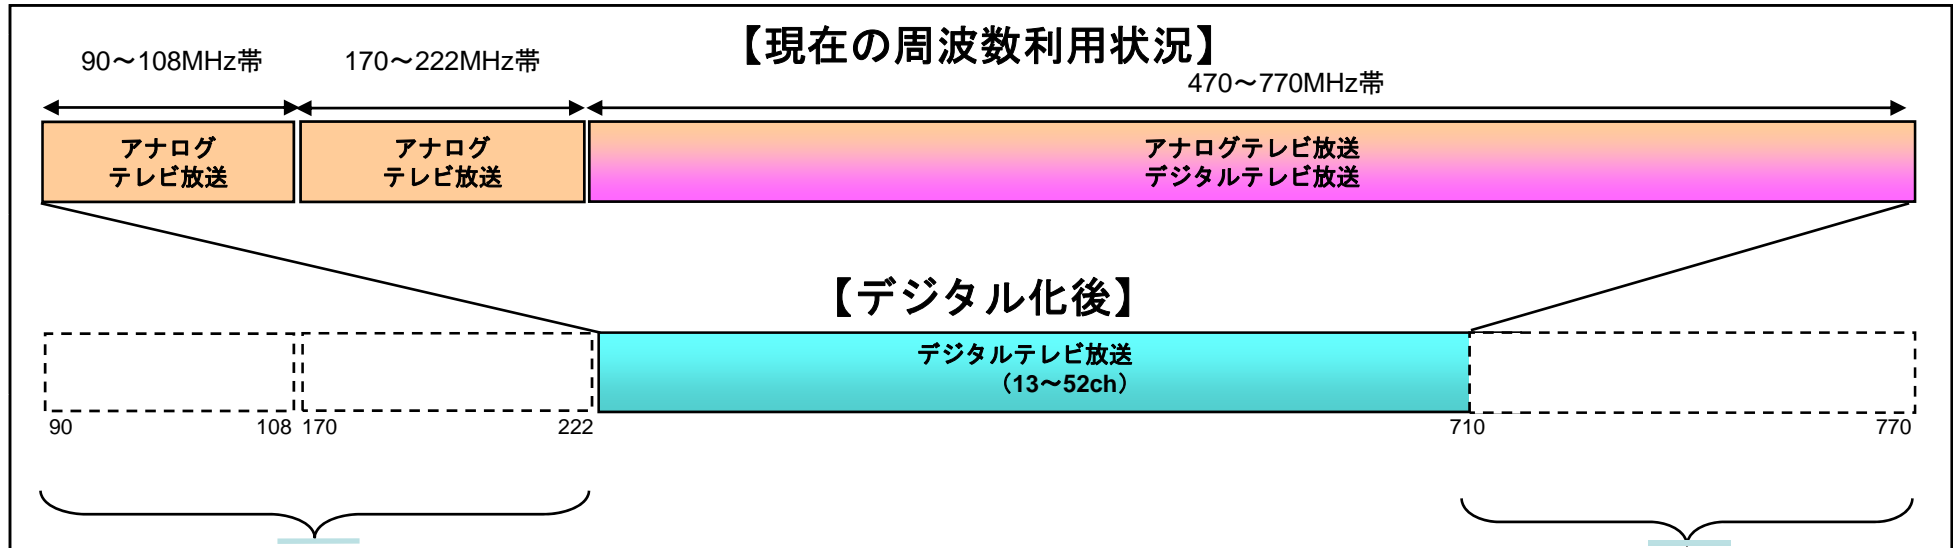 【現在の周波数利用状況】
90～108MHz帯
170～222MHz帯
470～770MHz帯
アナログ
テレビ放送
アナログ
テレビ放送
アナログテレビ放送
デジタルテレビ放送
【デジタル化後】
デジタルテレビ放送
（13～52ch）
90
108
170
222
710
770